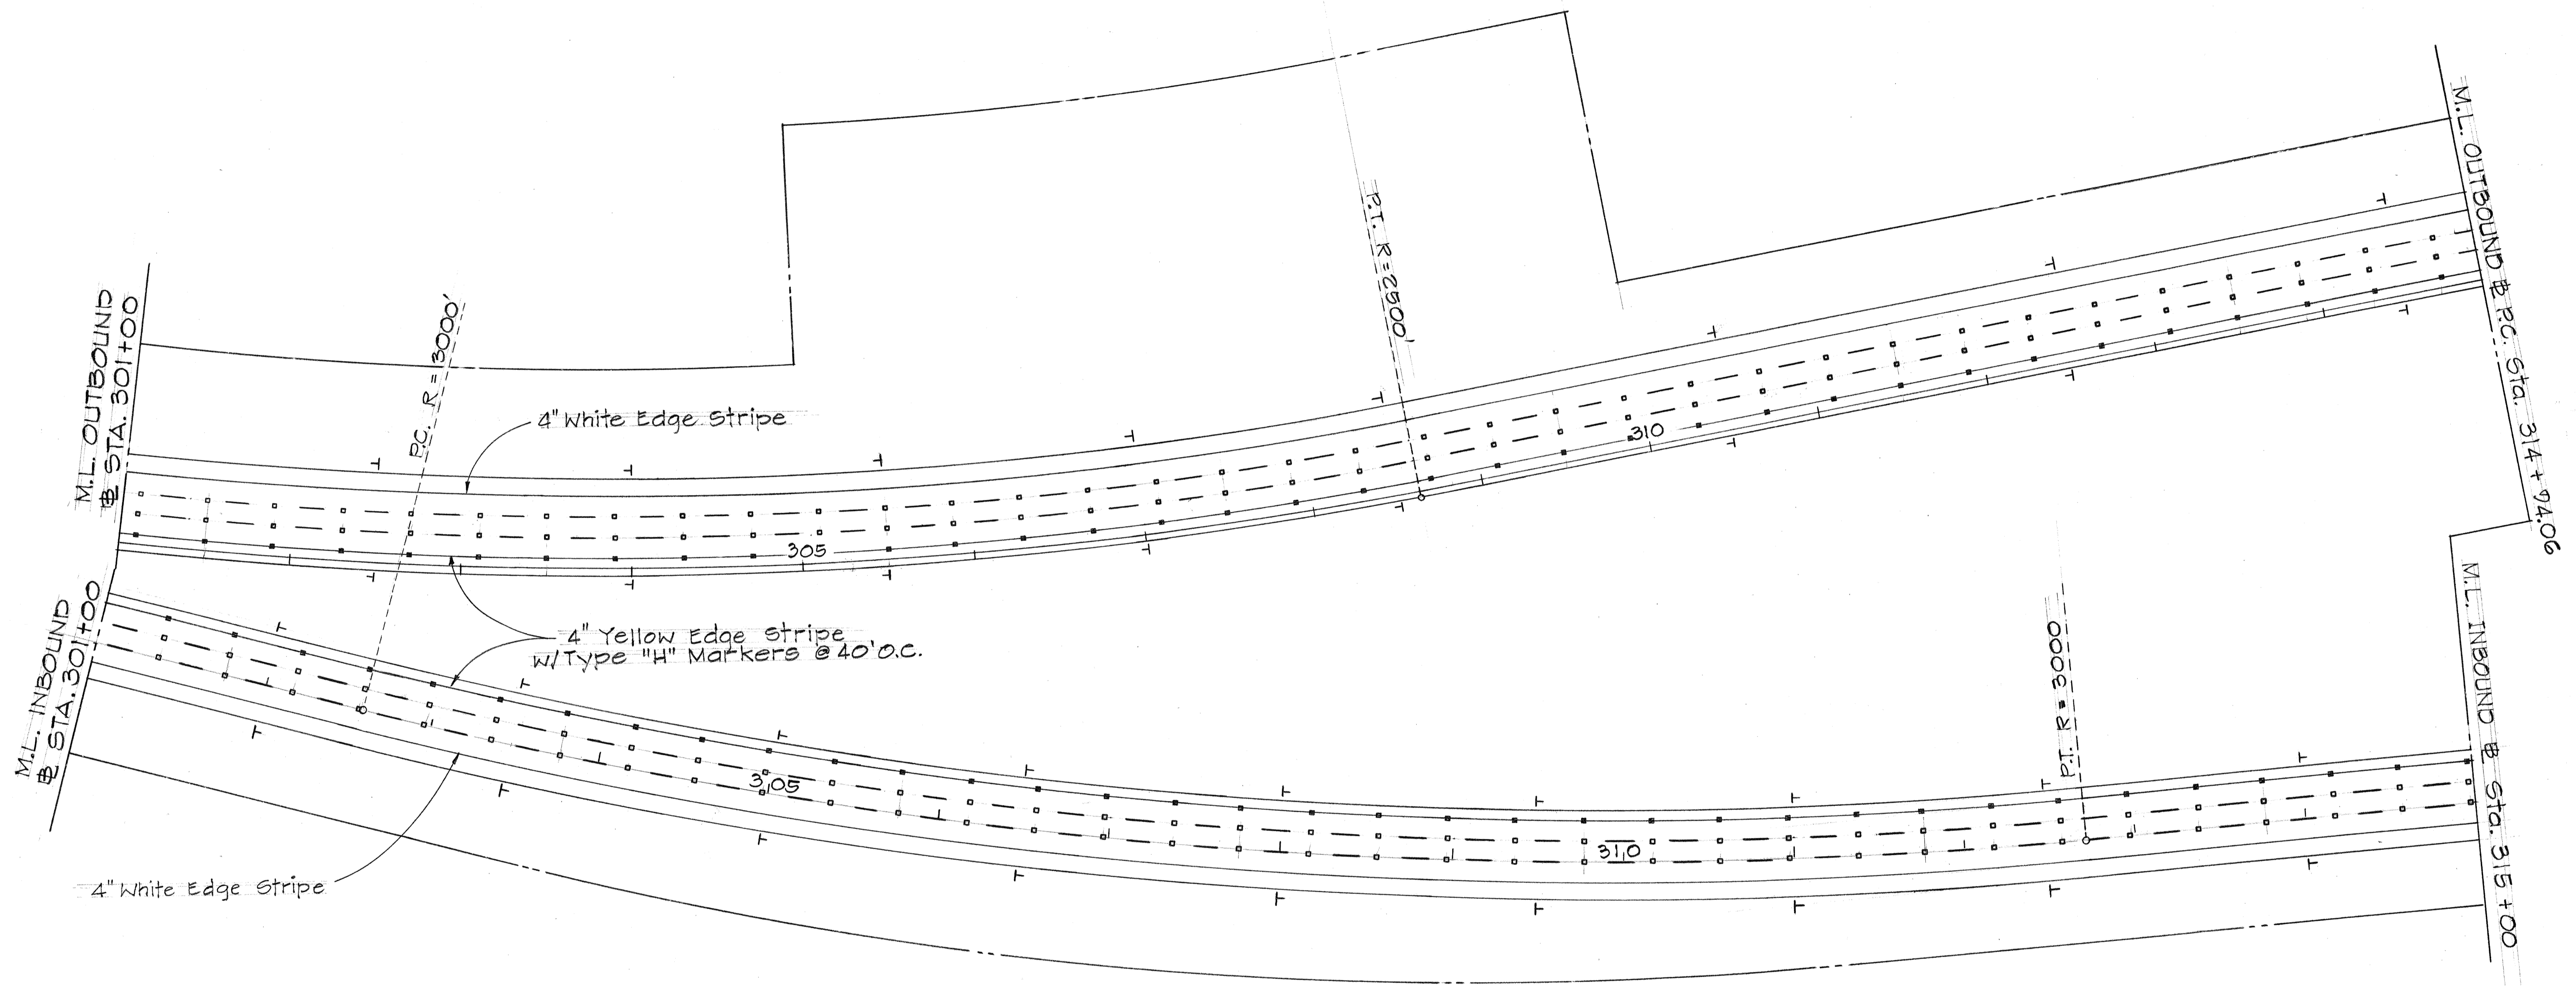 M.L. OUTBOUND
B STA. 301+00
P.C. R = 3000'
4" White Edge Stripe
305
P.T. R = 2500'
310
M.L. OUTBOUND B P.C. Sta. 314 + 94.06
M.L. INBOUND
B STA. 301+00
4" Yellow Edge Stripe
w/Type "H" Markers @ 40' O.C.
305
310
P.T. R = 3000
M.L. INBOUND B Sta. 315 + 00
4" White Edge Stripe